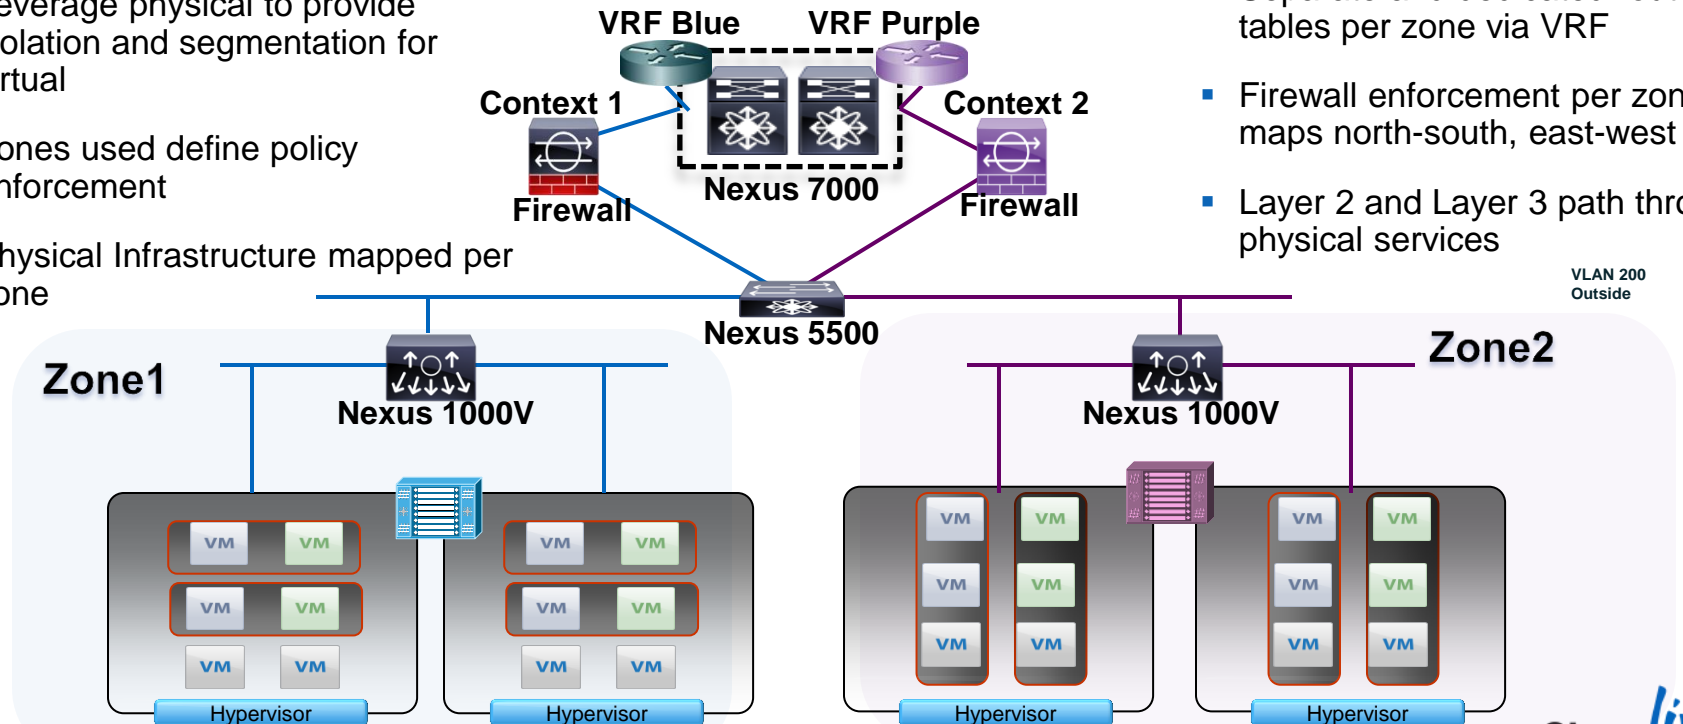 everage physical to provide
olation and segmentation for
rtual
ones used define policy
nforcement
hysical Infrastructure mapped per
one
VRF Blue
VRF Purple
Context 1
Context 2
Firewall
Nexus 7000
Firewall
tables per zone via VRF
Firewall enforcement per zon
maps north-south, east-west
Layer 2 and Layer 3 path thro
physical services
VLAN 200
Outside
Nexus 5500
Zone1
Zone2
Nexus 1000V
Nexus 1000V
VM VM VM VM
VM VM VM VM
VM VM VM VM
Hypervisor
Hypervisor
VM VM VM VM
VM VM VM VM
VM VM VM VM
Hypervisor
Hypervisor